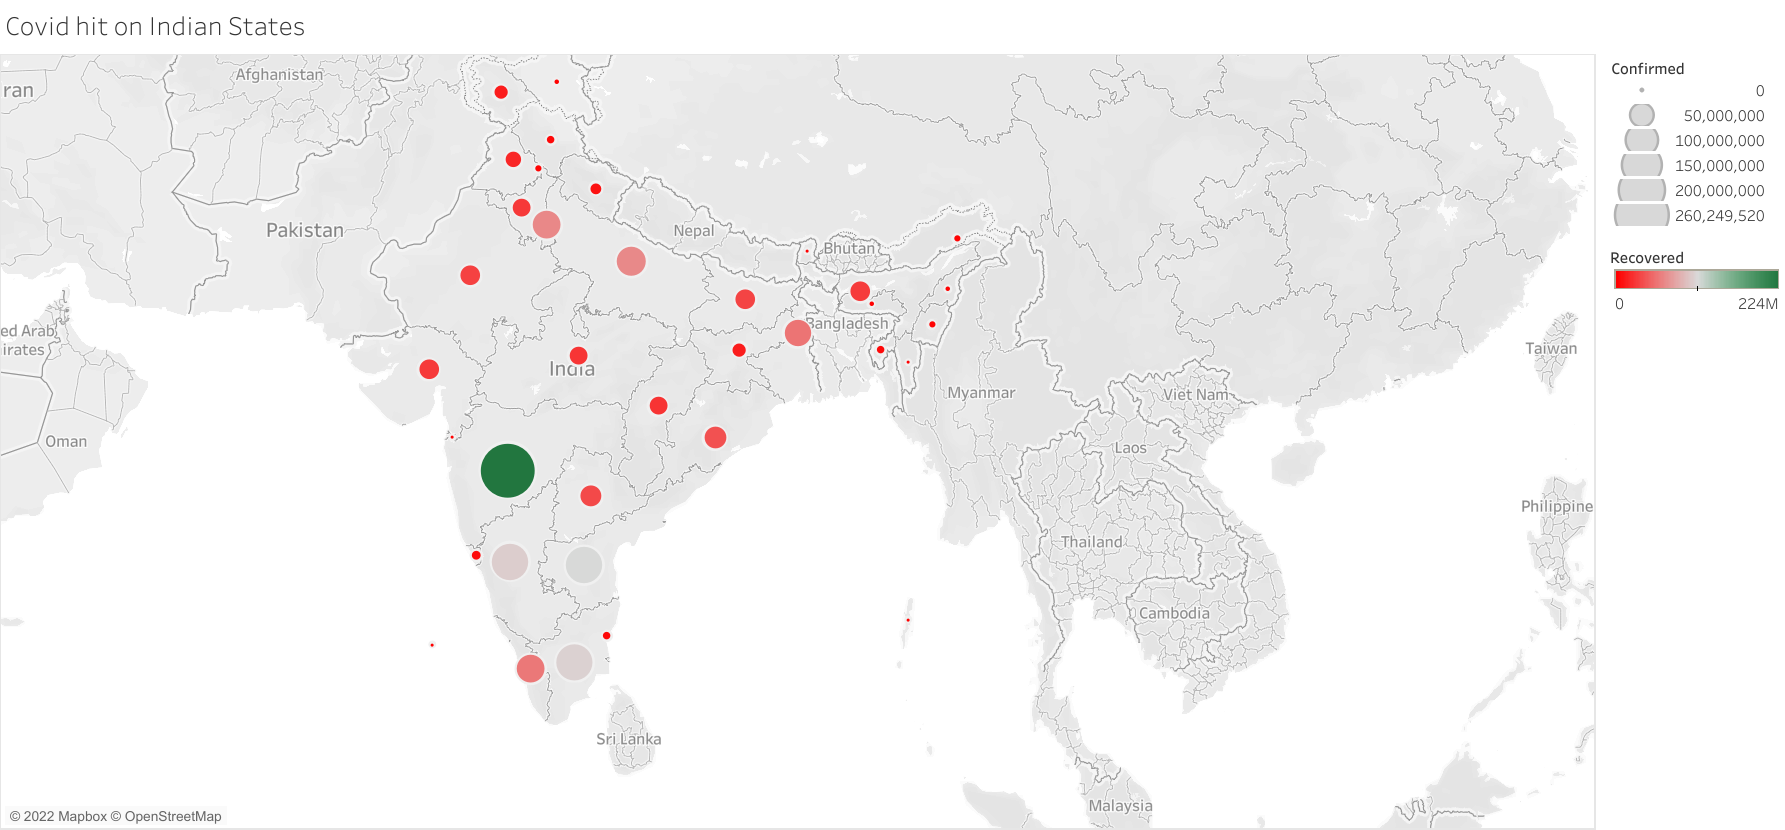 Covid hit on Indian States
Afghanistan
ran
Pakistan
Nepal
Bhutan
ed Arab
irates
Bangladesh
India
Oman
Myanmar
Taiwan
Viet Nam
Laos
Philippine
Thailand
Cambodia
Sri Lanka
Malaysia
© 2022 Mapbox © OpenStreetMap
Confirmed
0
50,000,000
100,000,000
150,000,000
200,000,000
260,249,520
Recovered
0 224M